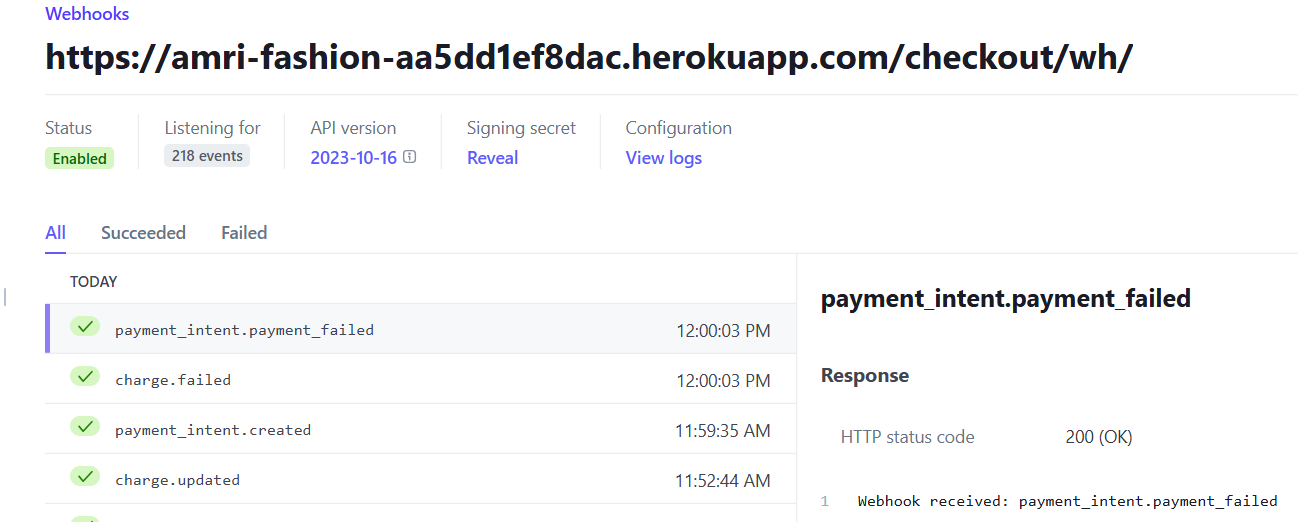 Webhooks
https://amri-fashion-aa5dd1ef8dac.herokuapp.com/checkout/wh/
Status
Listening for
API version
Signing secret
Configuration
Enabled
218 events
2023-10-16
Reveal
View logs
All
Succeeded
Failed
TODAY
payment_intent.payment_failed 12:00:03 PM
charge.failed 12:00:03 PM
payment_intent.created 11:59:35 AM
charge.updated 11:52:44 AM
payment_intent.payment_failed
Response
HTTP status code 200 (OK)
1 Webhook received: payment_intent.payment_failed